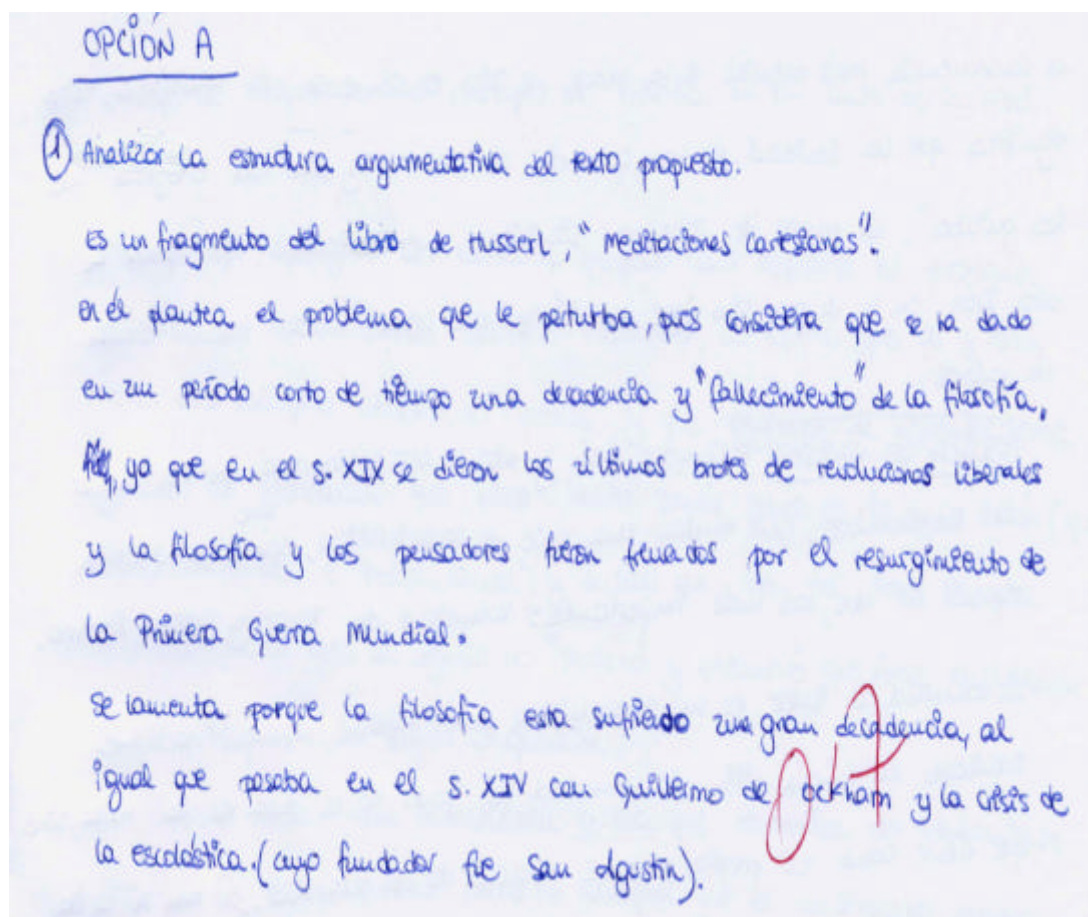 OPCIÓN A
① Analizar la estructura argumentativa del texto propuesto.
Es un fragmento del libro de Husserl, "Meditaciones cartesianas".
en él plantea el problema que le perturba, pues considera que se ha dado
en un período corto de tiempo una decadencia y "fallecimiento" de la filosofía,
ya que en el s. XIX se dieron los últimos brotes de revoluciones liberales
y la filosofía y los pensadores fueron frenados por el resurgimiento de
la Primera Guerra Mundial.
Se lamenta porque la filosofía esta sufriendo una gran decadencia, al
igual que pasaba en el s. XIV con Guillermo de Ockham y la crisis de
la escolástica. (cuyo fundador fue San Agustín).
0'7